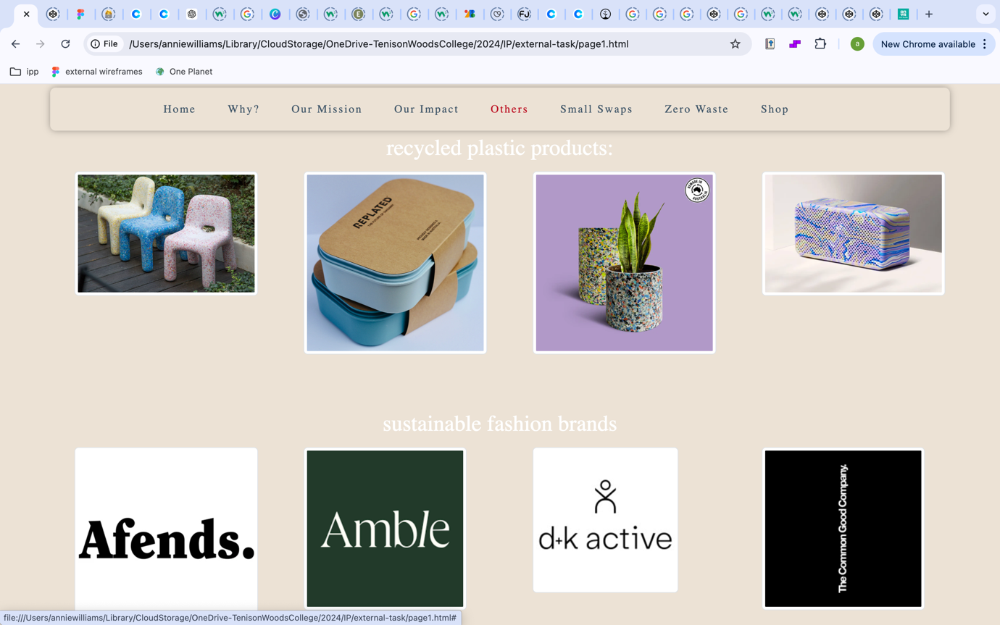 File
/Users/anniewilliams/Library/CloudStorage/OneDrive-TenisonWoodsCollege/2024/IP/external-task/page1.html
a
New Chrome available
ipp
external wireframes
One Planet
Home
Why?
Our Mission
Our Impact
Others
Small Swaps
Zero Waste
Shop
recycled plastic products:
REPLATED
sustainable fashion brands
Afends.
Amble
d+k active
The Common Good Company.
file:///Users/anniewilliams/Library/CloudStorage/OneDrive-TenisonWoodsCollege/2024/IP/external-task/page1.html#